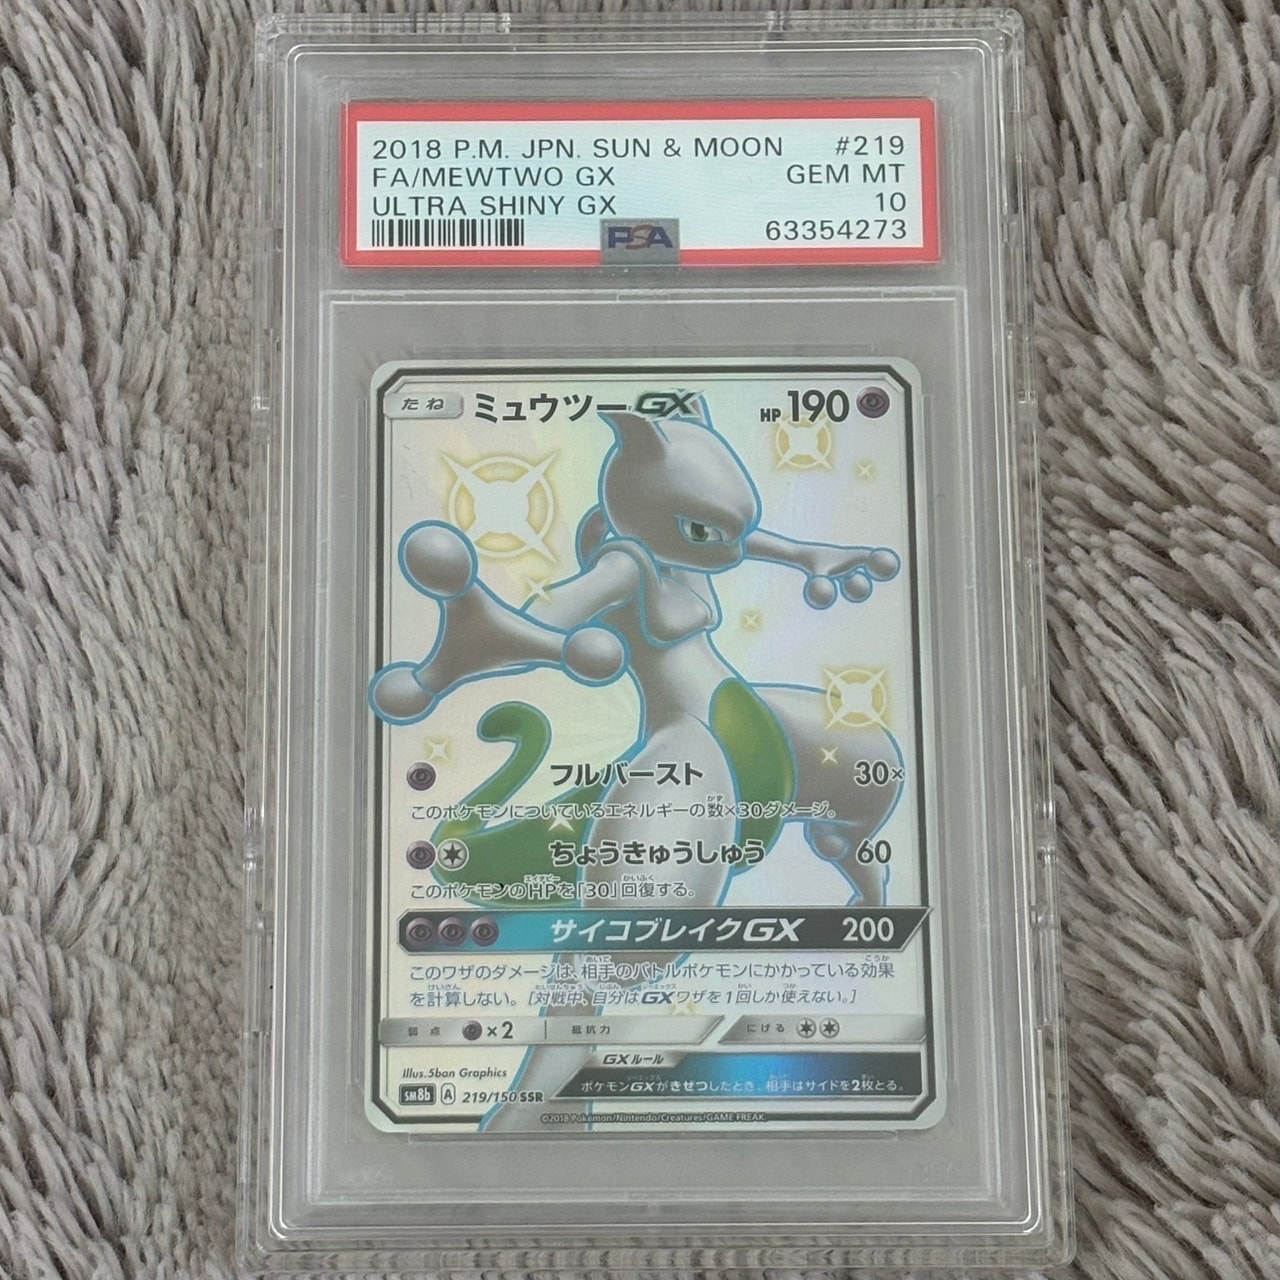 2018 P.M. JPN. SUN & MOON #219
FA/MEWTWO GX GEM MT
ULTRA SHINY GX 10
PSA 63354273
たね ミュウツーGX HP 190
フルバースト 30×
このポケモンについているエネルギーの数×30ダメージ。
ちょうきゅうしゅう 60
このポケモンのHPを「30」回復する。
サイコブレイクGX 200
このワザのダメージは、相手のバトルポケモンにかかっている効果
を計算しない。[対戦中、自分はGXワザを1回しか使えない。]
弱点 ×2 抵抗力 にげる
GXルール
Illus.5ban Graphics
ポケモンGXがきぜつしたとき、相手はサイドを2枚とる。
SM8b A 219/150 SSR
©2018 Pokémon/Nintendo/Creatures/GAME FREAK.